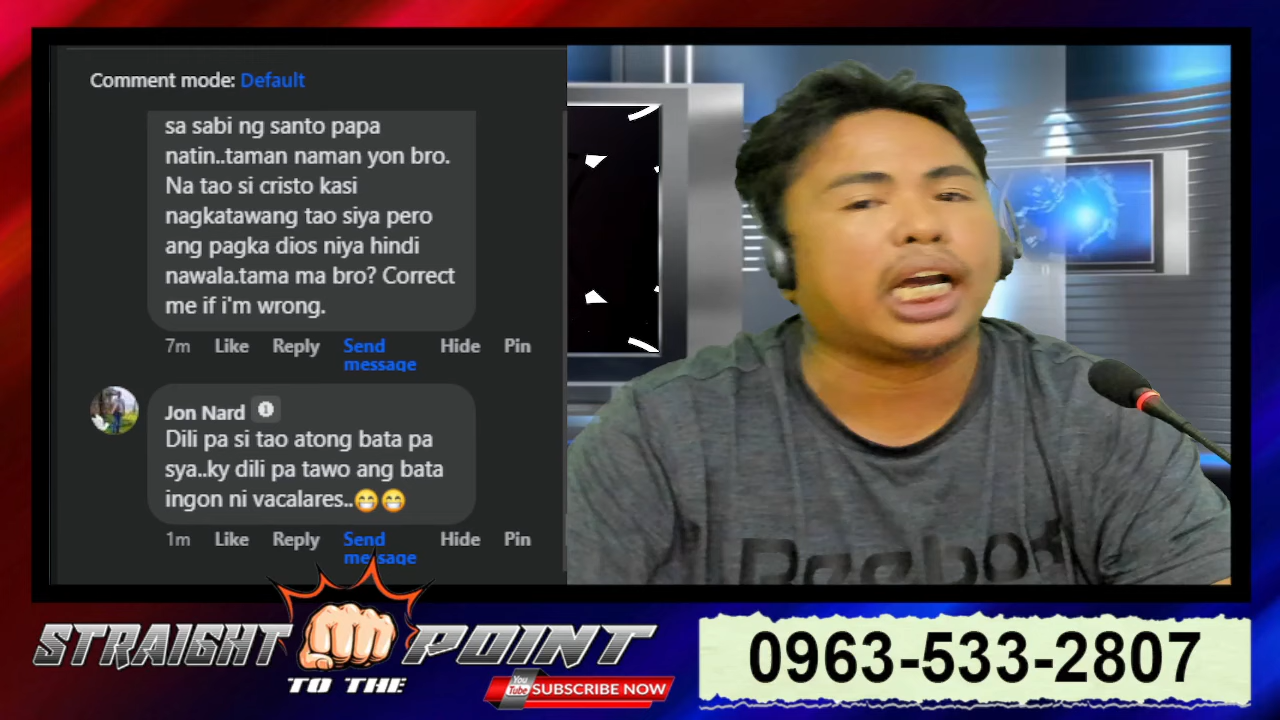 Comment mode: Default
sa sabi ng santo papa
natin..taman naman yon bro.
Na tao si cristo kasi
nagkatawang tao siya pero
ang pagka dios niya hindi
nawala.tama ma bro? Correct
me if i'm wrong.
7m Like Reply Send message Hide Pin
Jon Nard
Dili pa si tao atong bata pa
sya..ky dili pa tawo ang bata
ingon ni vacalares..😁😁
1m Like Reply Send message Hide Pin
Reebok
STRAIGHT POINT
TO THE
You Tube SUBSCRIBE NOW
0963-533-2807